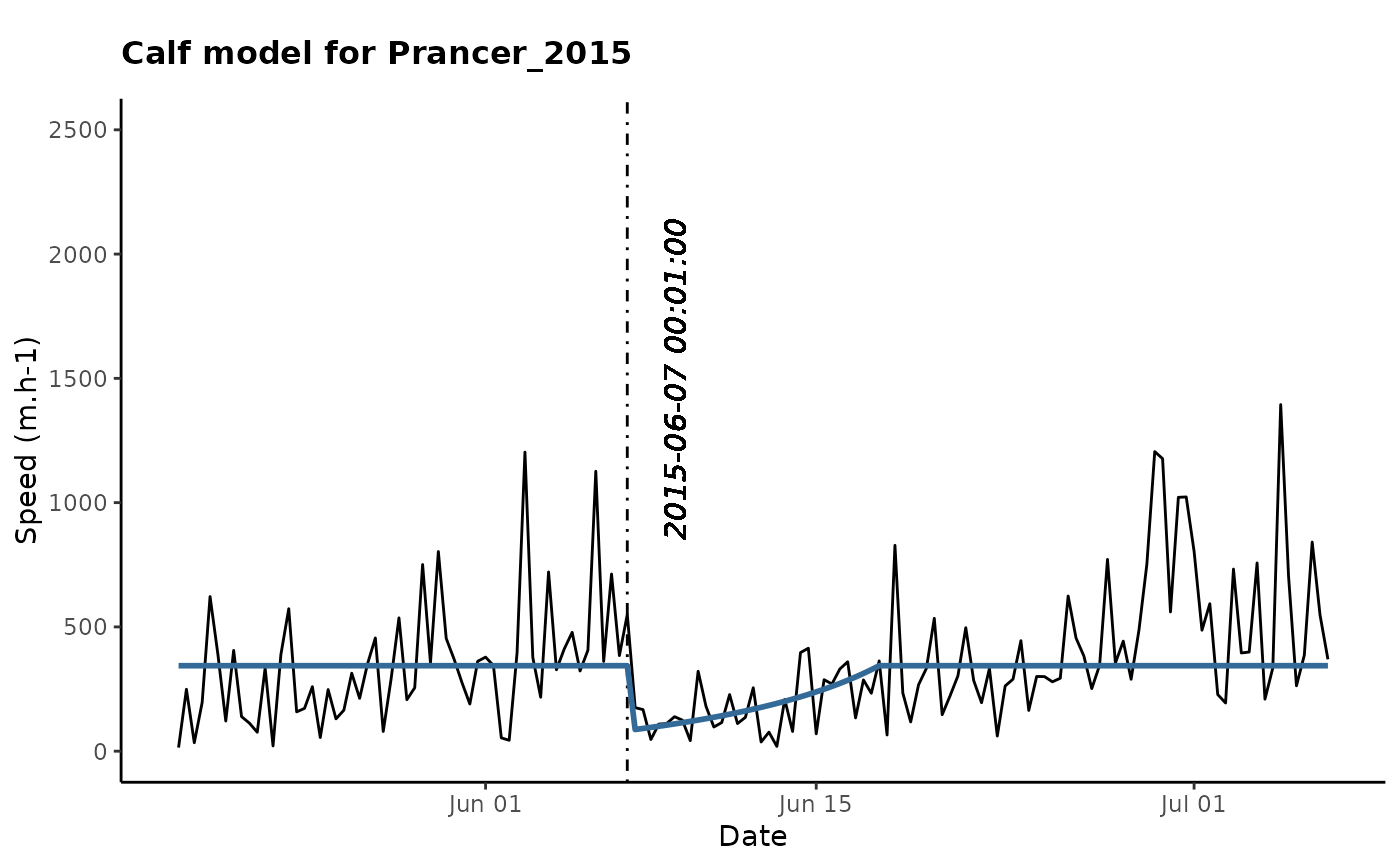 Calf model for Prancer_2015
2500
2000
1500
1000
500
0
Speed (m.h-1)
2015-06-07 00:01:00
Jun 01
Jun 15
Jul 01
Date